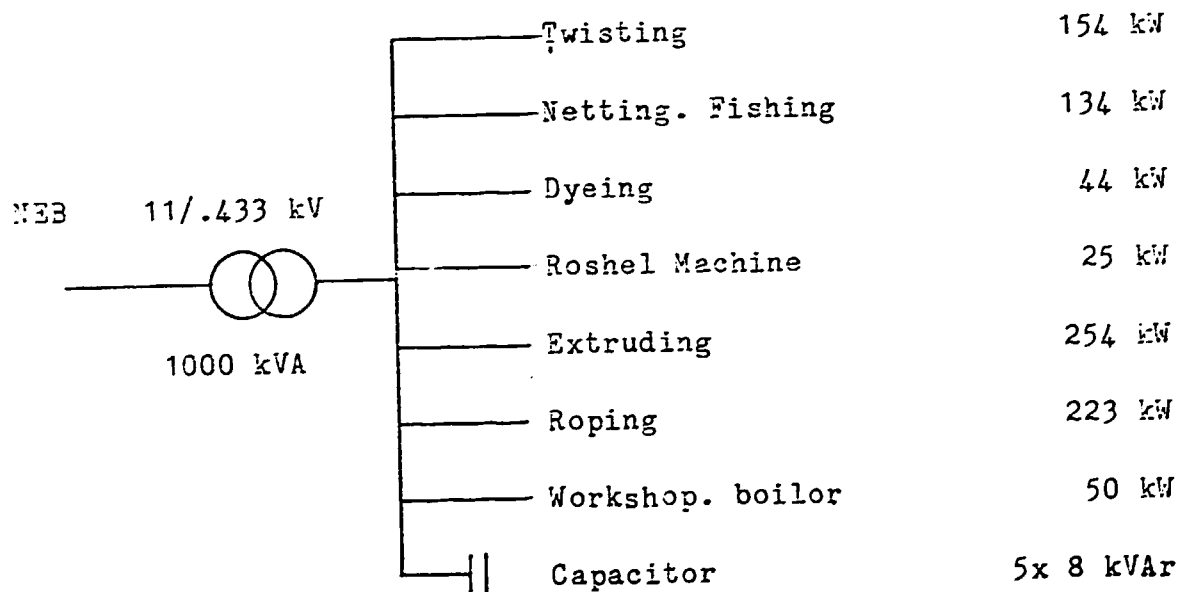 Twisting 154 kW
Netting. Fishing 134 kW
Dyeing 44 kW
NEB 11/.433 kV
Roshel Machine 25 kW
1000 kVA
Extruding 254 kW
Roping 223 kW
Workshop. boilor 50 kW
Capacitor 5x 8 kVAr